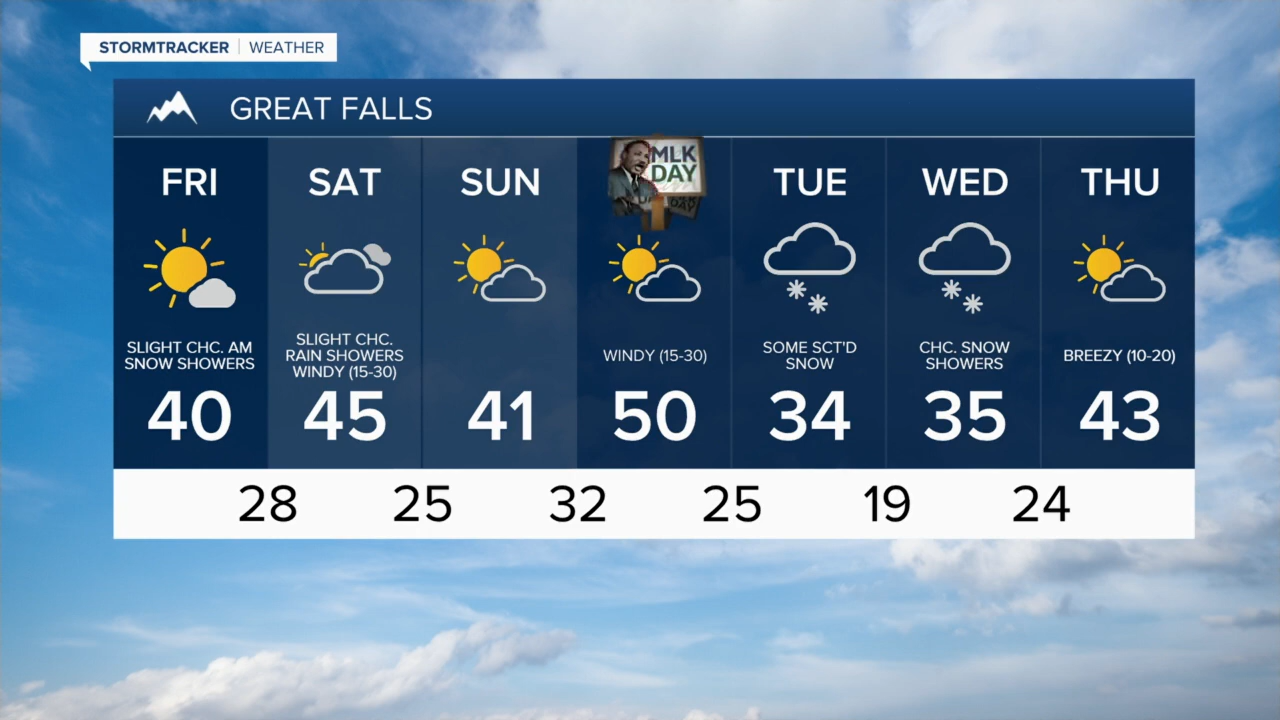 STORMTRACKER | WEATHER
GREAT FALLS
FRI
SLIGHT CHC. AM
SNOW SHOWERS
40
SAT
SLIGHT CHC.
RAIN SHOWERS
WINDY (15-30)
45
SUN
41
MLK
DAY
WINDY (15-30)
50
TUE
SOME SCT'D
SNOW
34
WED
CHC. SNOW
SHOWERS
35
THU
BREEZY (10-20)
43
28 25 32 25 19 24